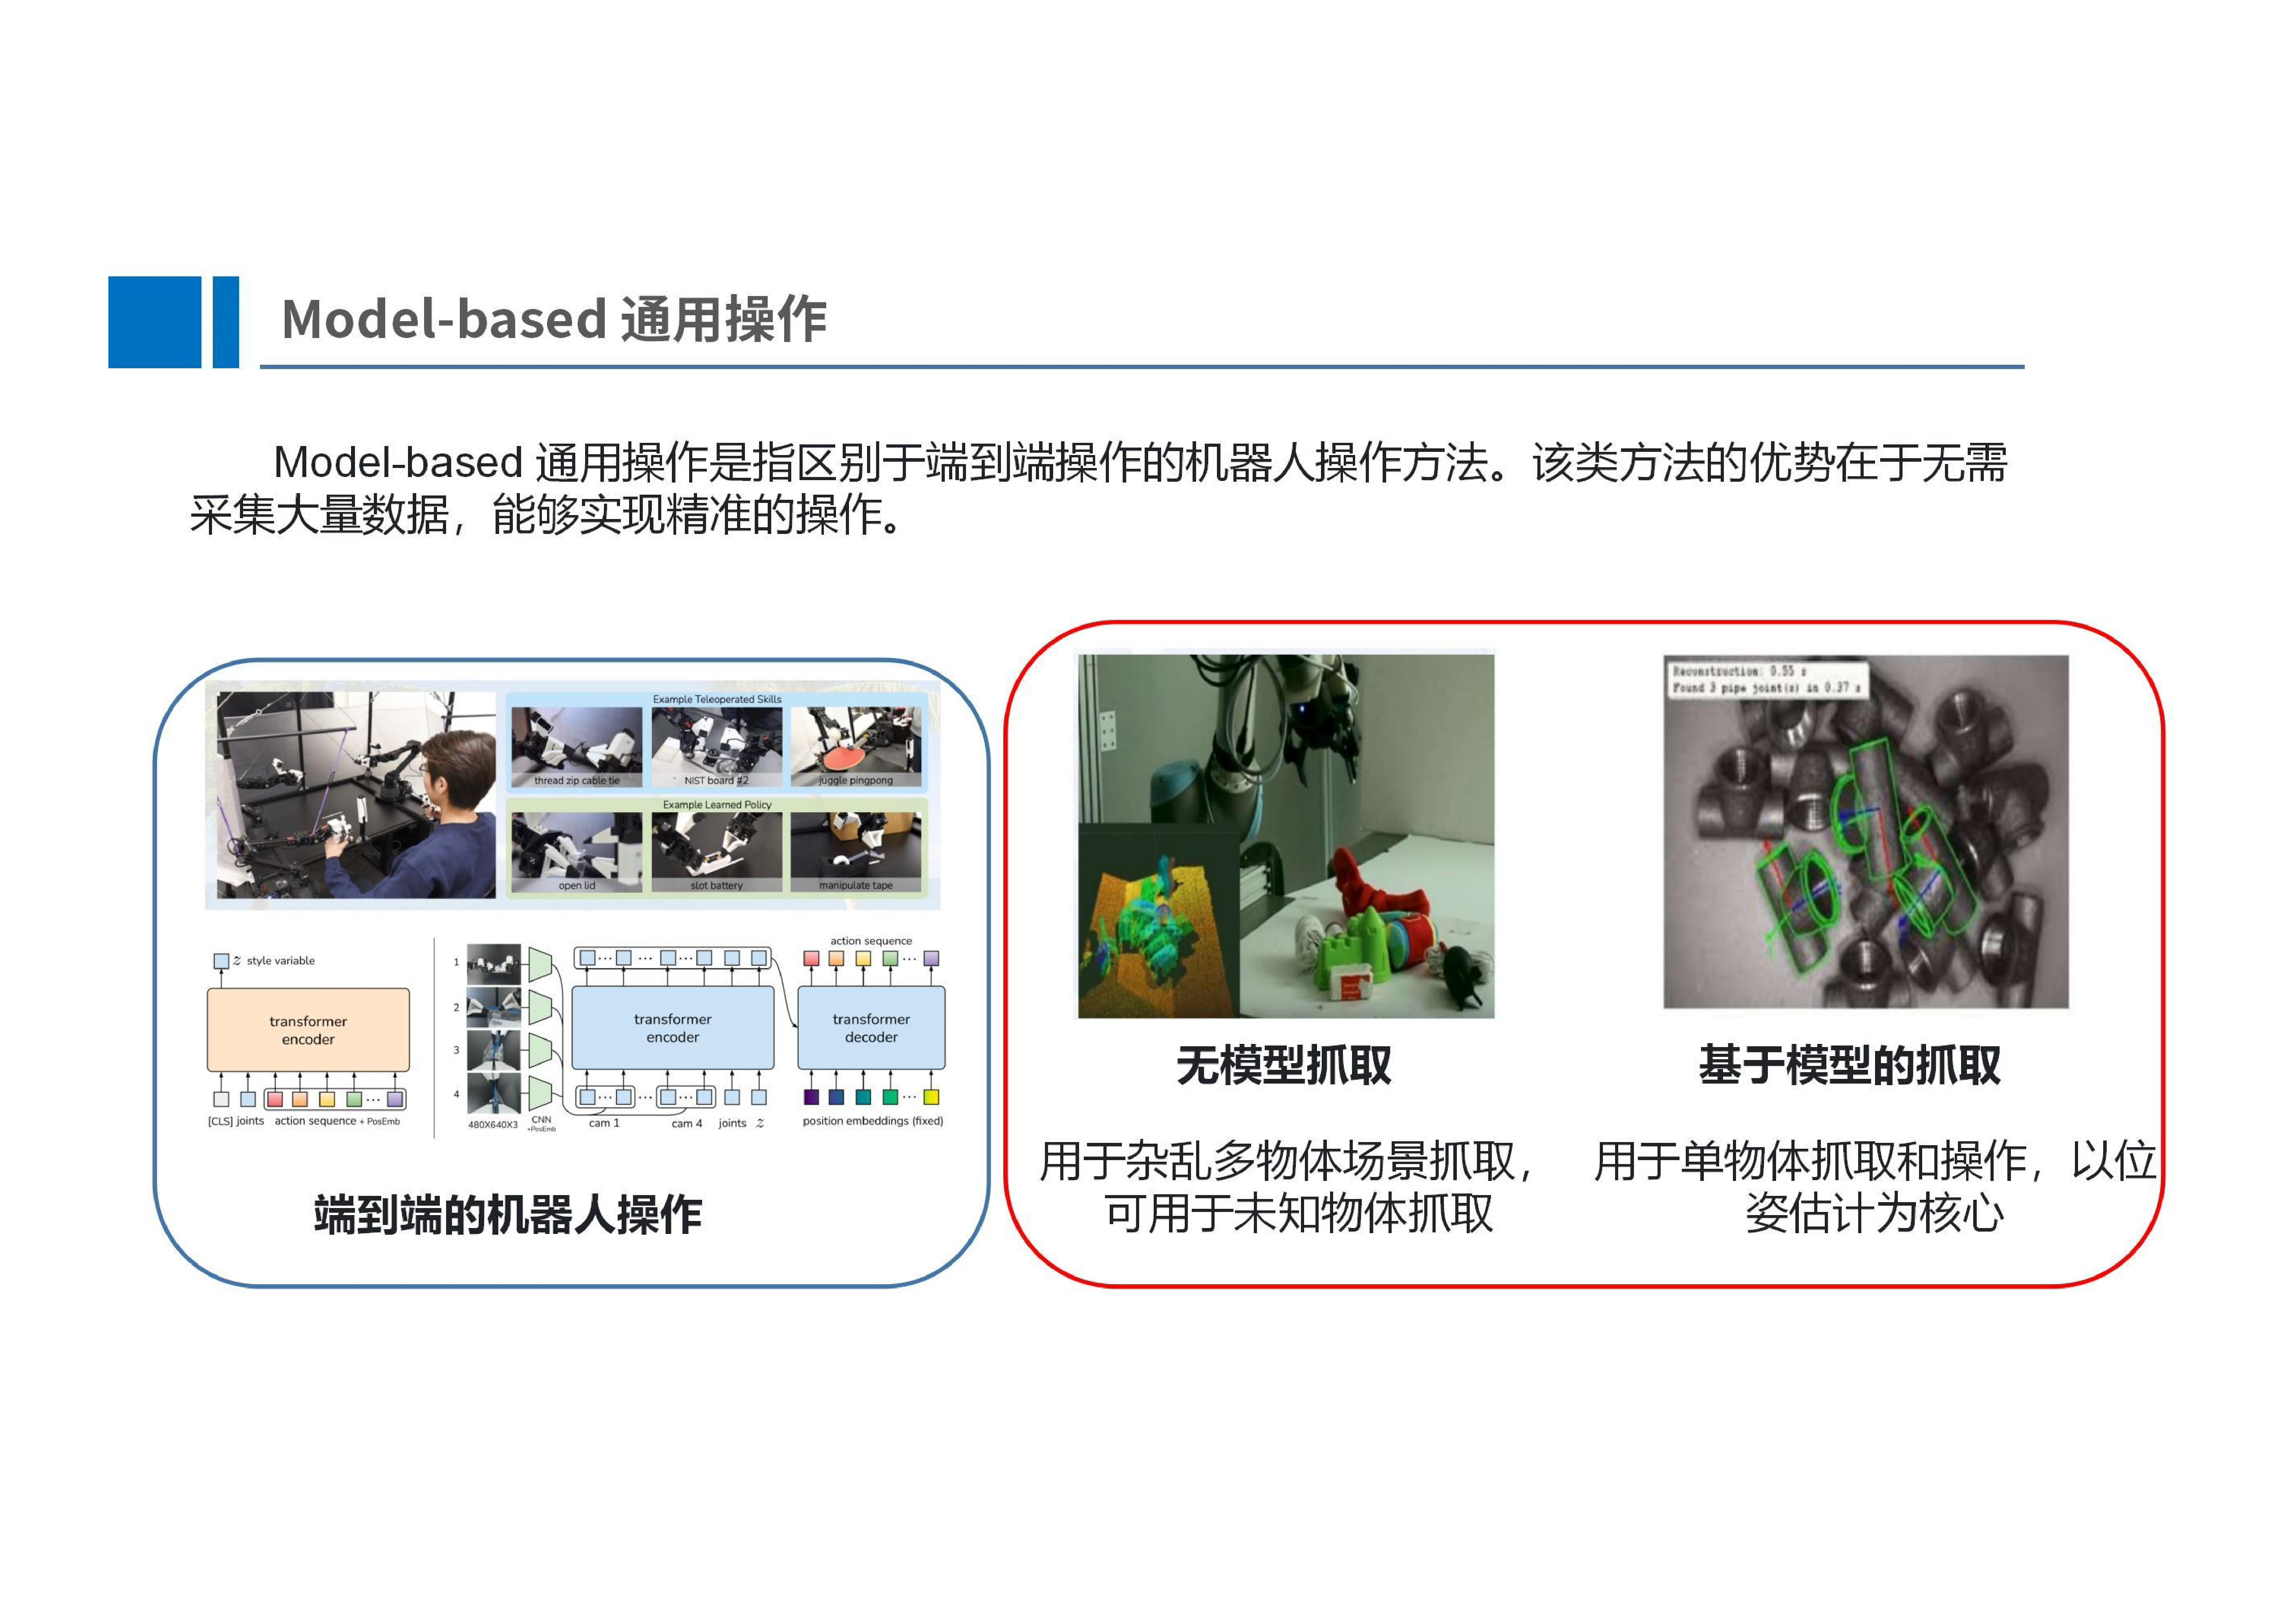 Model-based 通用操作
Model-based 通用操作是指区别于端到端操作的机器人操作方法。该类方法的优势在于无需
采集大量数据，能够实现精准的操作。
Example Teleoperated Skills
thread zip cable tie
NIST board #2
juggle pingpong
Example Learned Policy
open lid
slot battery
manipulate tape
z style variable
transformer
encoder
[CLS] joints action sequence + PosEmb
1
2
3
4
480X640X3
CNN
+PosEmb
transformer
encoder
cam 1
cam 4
joints
z
action sequence
transformer
decoder
position embeddings (fixed)
端到端的机器人操作
无模型抓取
用于杂乱多物体场景抓取，
可用于未知物体抓取
Reconstruction: 0.55 s
Found 3 pipe joint(s) in 0.37 s
基于模型的抓取
用于单物体抓取和操作，以位
姿估计为核心